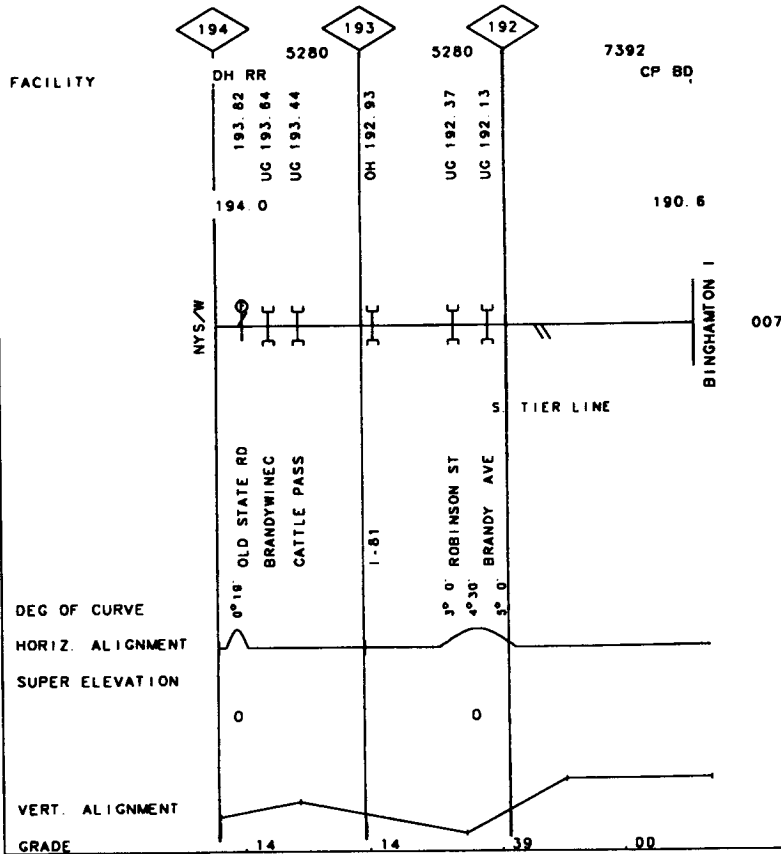 194
193
192
5280
5280
7392
FACILITY
DH RR
CP BD
193.82
UG 193.64
UG 193.44
OH 192.93
UG 192.37
UG 192.13
194.0
190.6
NYS/W
BINGHAMTON I
007
S. TIER LINE
OLD STATE RD
BRANDYWINEC
CATTLE PASS
I-81
ROBINSON ST
BRANDY AVE
DEG OF CURVE
0°19'
3° 0'
4°30'
5° 0'
HORIZ. ALIGNMENT
SUPER ELEVATION
0
0
VERT. ALIGNMENT
GRADE
.14
.14
.39
.00